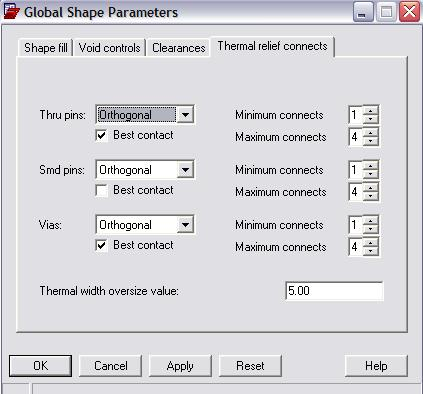 Global Shape Parameters
Shape fill Void controls Clearances Thermal relief connects
Thru pins: Orthogonal Minimum connects 1
Best contact Maximum connects 4
Smd pins: Orthogonal Minimum connects 1
Best contact Maximum connects 4
Vias: Orthogonal Minimum connects 1
Best contact Maximum connects 4
Thermal width oversize value: 5.00
OK Cancel Apply Reset Help